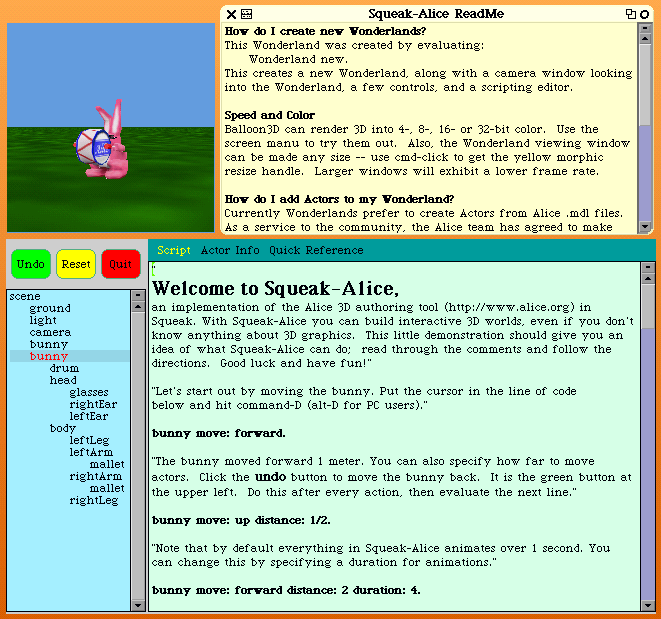 Squeak-Alice ReadMe
How do I create new Wonderlands?
This Wonderland was created by evaluating:
Wonderland new.
This creates a new Wonderland, along with a camera window looking
into the Wonderland, a few controls, and a scripting editor.
Speed and Color
Balloon3D can render 3D into 4-, 8-, 16- or 32-bit color. Use the
screen manu to try them out. Also, the Wonderland viewing window
can be made any size -- use cmd-click to get the yellow morphic
resize handle. Larger windows will exhibit a lower frame rate.
How do I add Actors to my Wonderland?
Currently Wonderlands prefer to create Actors from Alice .mdl files.
As a service to the community, the Alice team has agreed to make
Undo
Reset
Quit
scene
ground
light
camera
bunny
bunny
drum
head
glasses
rightEar
leftEar
body
leftLeg
leftArm
mallet
rightArm
mallet
rightLeg
Script Actor Info Quick Reference
"
Welcome to Squeak-Alice,
an implementation of the Alice 3D authoring tool (http://www.alice.org) in
Squeak. With Squeak-Alice you can build interactive 3D worlds, even if you don't
know anything about 3D graphics. This little demonstration should give you an
idea of what Squeak-Alice can do; read through the comments and follow the
directions. Good luck and have fun!"
"Let's start out by moving the bunny. Put the cursor in the line of code
below and hit command-D (alt-D for PC users)."
bunny move: forward.
"The bunny moved forward 1 meter. You can also specify how far to move
actors. Click the undo button to move the bunny back. It is the green button at
the upper left. Do this after every action, then evaluate the next line."
bunny move: up distance: 1/2.
"Note that by default everything in Squeak-Alice animates over 1 second. You
can change this by specifying a duration for animations."
bunny move: forward distance: 2 duration: 4.